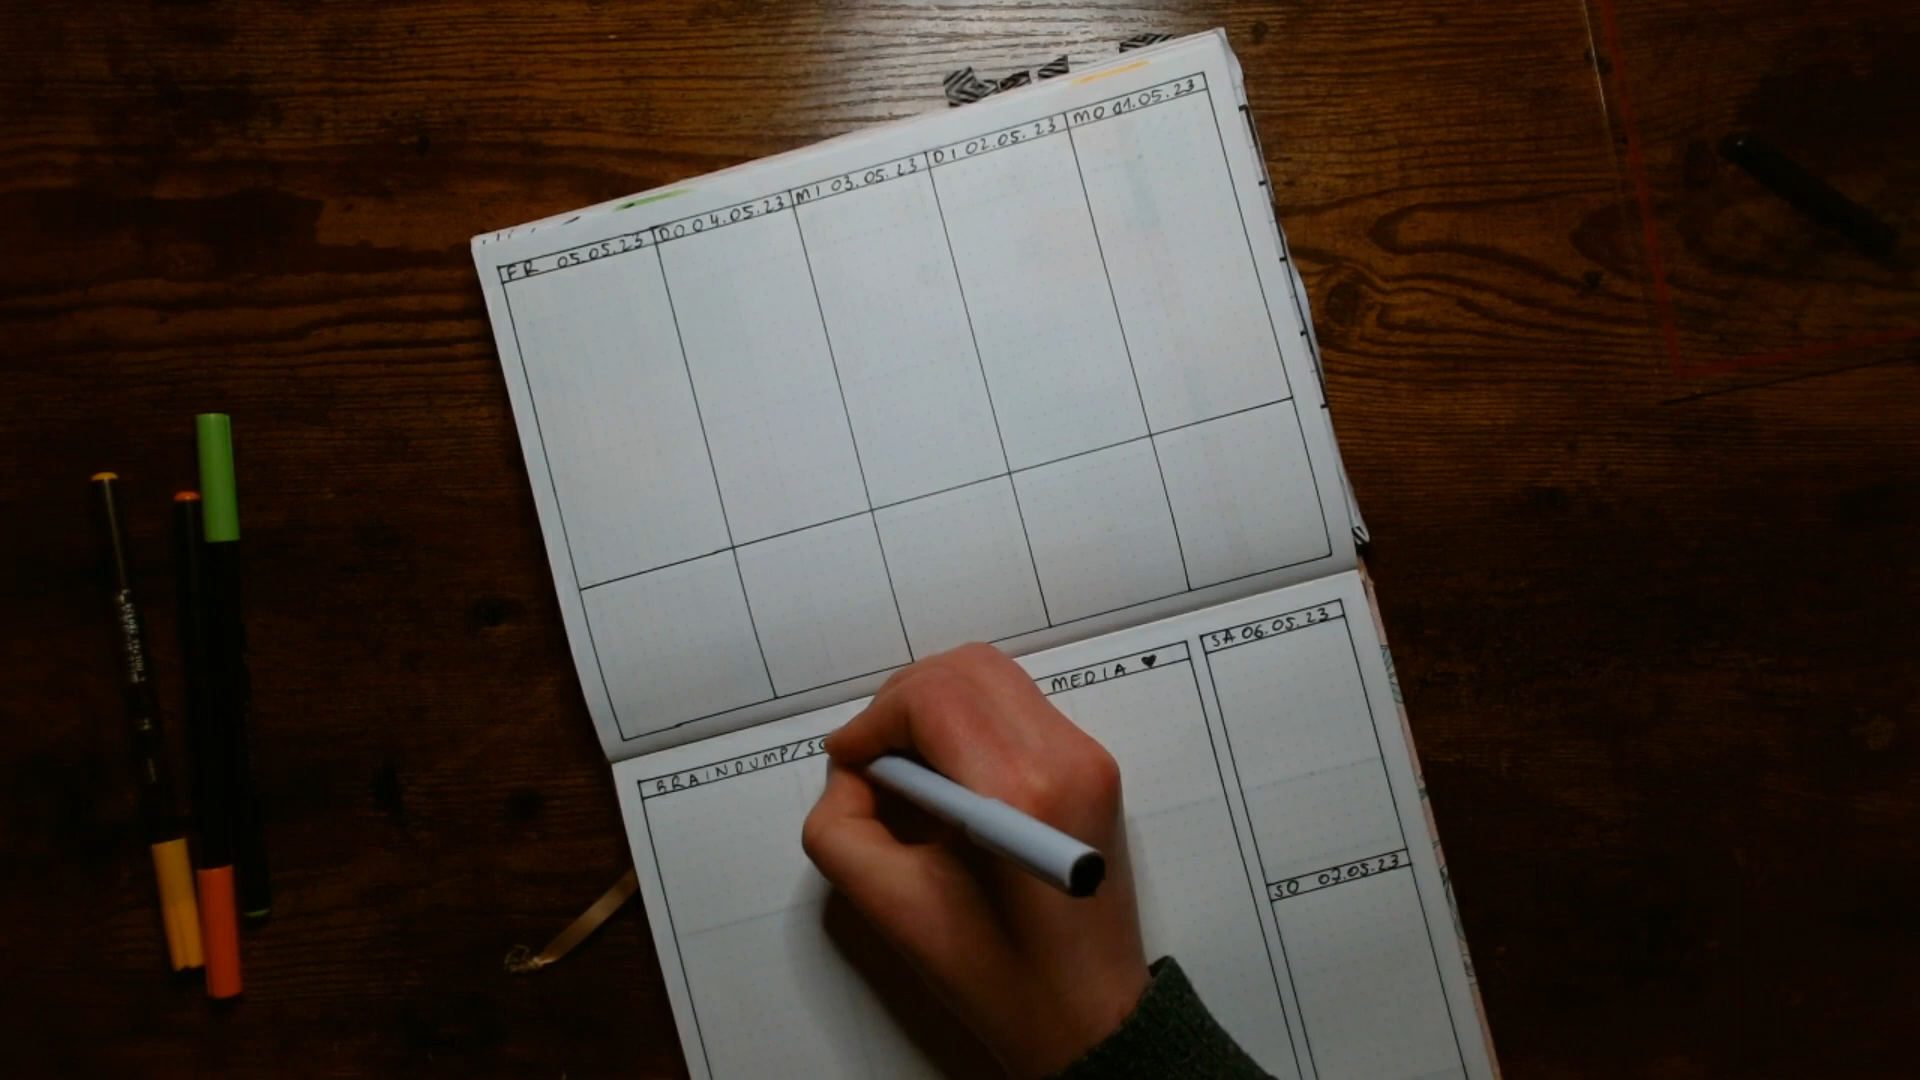 FR 05.05.23
DO 04.05.23
MI 03.05.23
DI 02.05.23
MO 01.05.23
BRAINDUMP/SO
MEDIA ♥
SA 06.05.23
SO 07.05.23